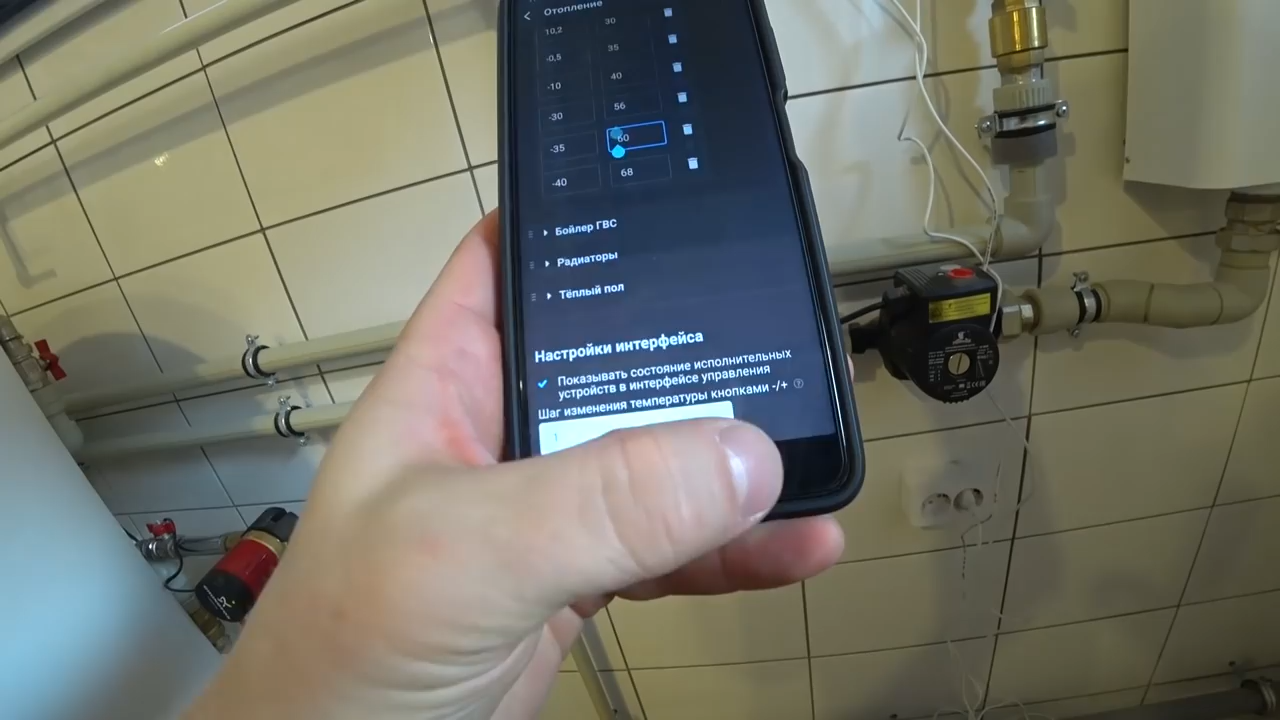 Отопление
10,2 30
-0,5 35
-10 40
-30 56
-35 60
-40 68
Бойлер ГВС
Радиаторы
Тёплый пол
Настройки интерфейса
Показывать состояние исполнительных
устройств в интерфейсе управления
Шаг изменения температуры кнопками -/+